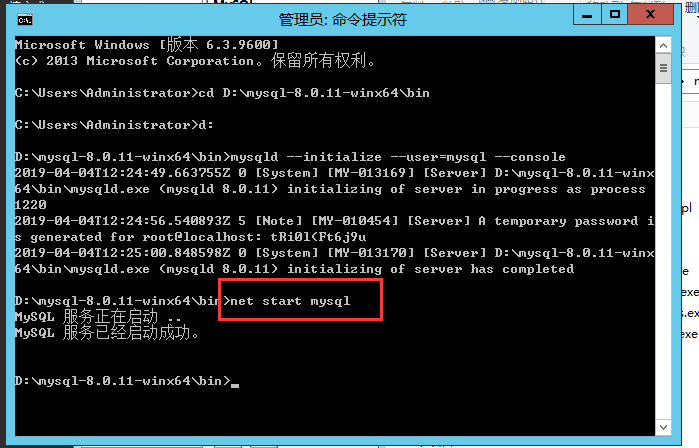 管理员: 命令提示符
Microsoft Windows [版本 6.3.9600]
(c) 2013 Microsoft Corporation。保留所有权利。
C:\Users\Administrator>cd D:\mysql-8.0.11-winx64\bin
C:\Users\Administrator>d:
D:\mysql-8.0.11-winx64\bin>mysqld --initialize --user=mysql --console
2019-04-04T12:24:49.663755Z 0 [System] [MY-013169] [Server] D:\mysql-8.0.11-winx
64\bin\mysqld.exe (mysqld 8.0.11) initializing of server in progress as process
1220
2019-04-04T12:24:56.540893Z 5 [Note] [MY-010454] [Server] A temporary password i
s generated for root@localhost: tRi0l(Ft6j9u
2019-04-04T12:25:00.848598Z 0 [System] [MY-013170] [Server] D:\mysql-8.0.11-winx
64\bin\mysqld.exe (mysqld 8.0.11) initializing of server has completed
D:\mysql-8.0.11-winx64\bin>net start mysql
MySQL 服务正在启动 ..
MySQL 服务已经启动成功。
D:\mysql-8.0.11-winx64\bin>